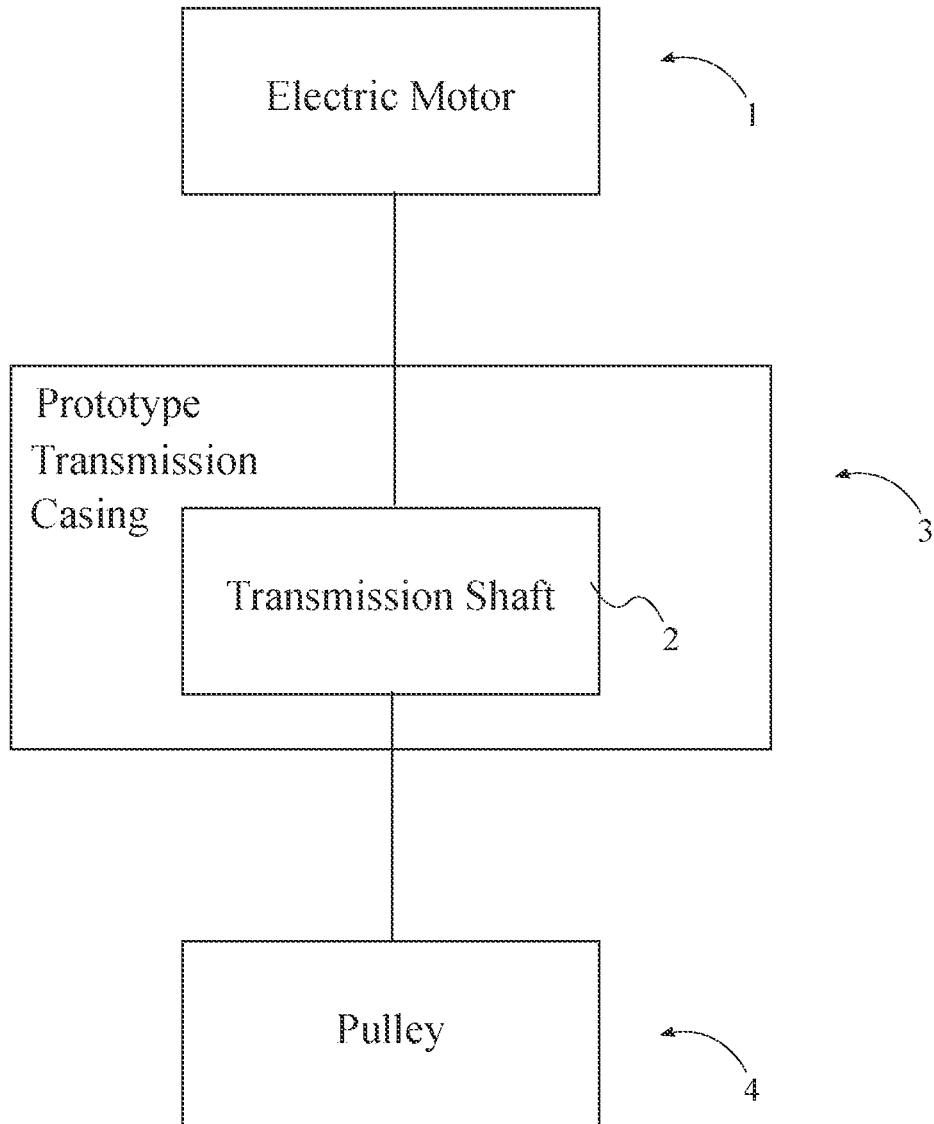 Electric Motor
1
Prototype
Transmission
Casing
3
Transmission Shaft
2
Pulley
4